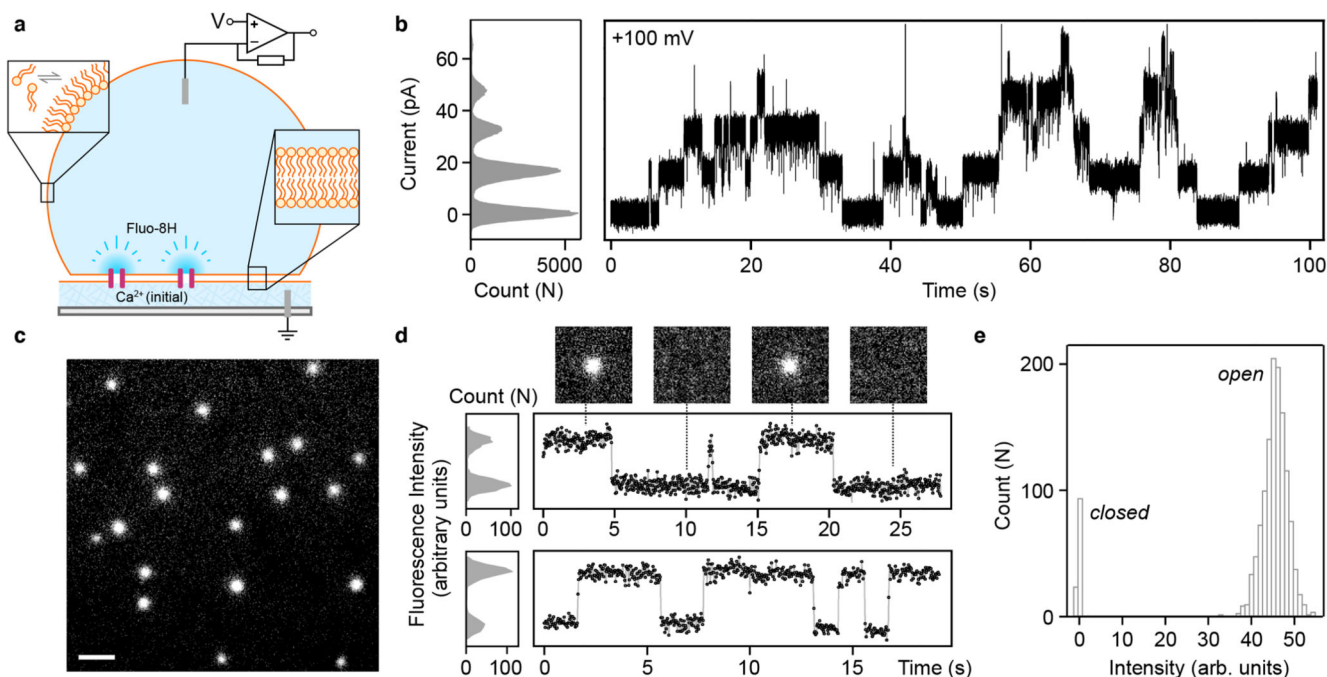 a
V
+
−
Fluo-8H
Ca²⁺ (initial)
b
Current (pA)
60
40
20
0
0
5000
Count (N)
+100 mV
0
20
40
60
80
100
Time (s)
c
d
Count (N)
Fluorescence Intensity
(arbitrary units)
0
100
0
5
10
15
20
25
0
100
0
5
10
15
Time (s)
e
Count (N)
200
100
0
closed
open
0
10
20
30
40
50
Intensity (arb. units)